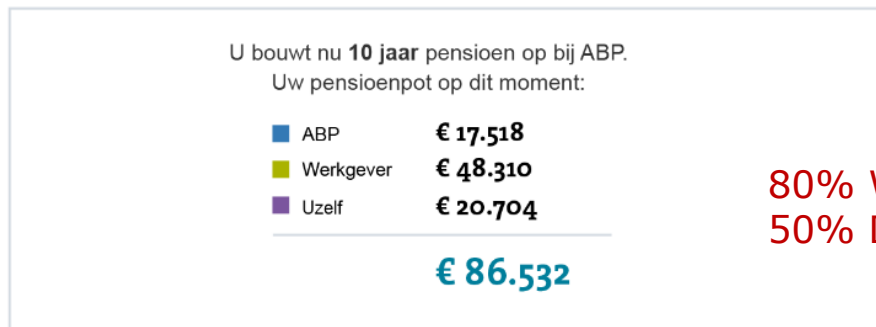 U bouwt nu 10 jaar pensioen op bij ABP.
Uw pensioenpot op dit moment:
ABP € 17.518
Werkgever € 48.310
Uzelf € 20.704
€ 86.532
80%
50%